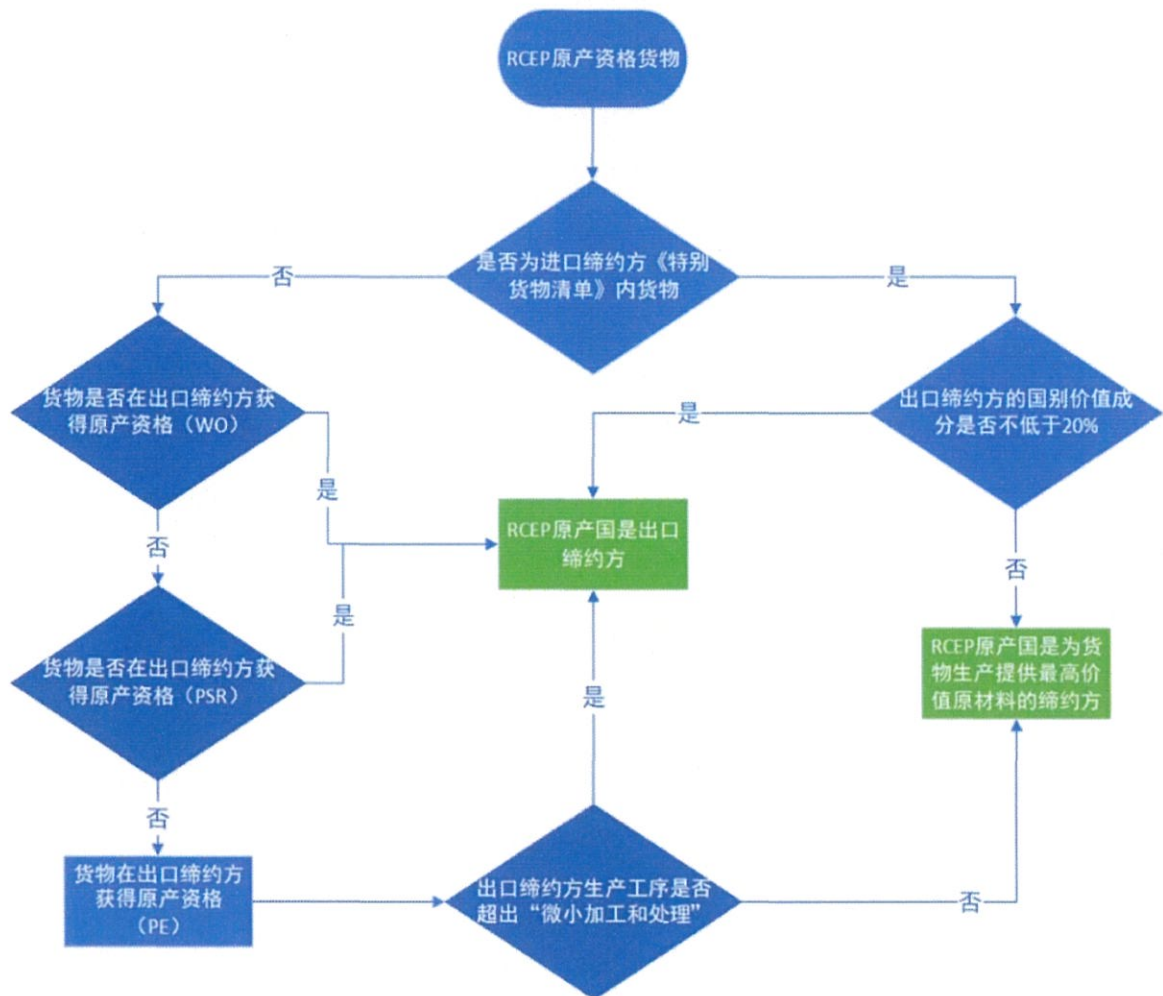 RCEP原产资格货物
是否为进口缔约方《特别
货物清单》内货物
否
是
货物是否在出口缔约方获
得原产资格（WO）
出口缔约方的国别价值成
分是否不低于20%
是
是
RCEP原产国是出口
缔约方
否
否
是
货物是否在出口缔约方获
得原产资格（PSR）
RCEP原产国是为货
物生产提供最高价
值原材料的缔约方
是
否
货物在出口缔约方
获得原产资格
（PE）
出口缔约方生产工序是否
超出“微小加工和处理”
否